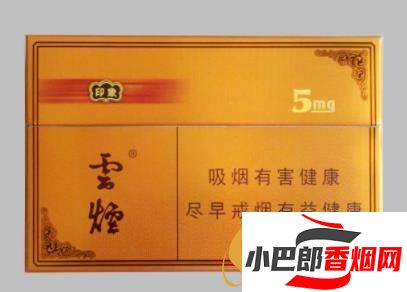 印象
5mg
雲煙®
吸烟有害健康
尽早戒烟有益健康
小巴郎香烟网